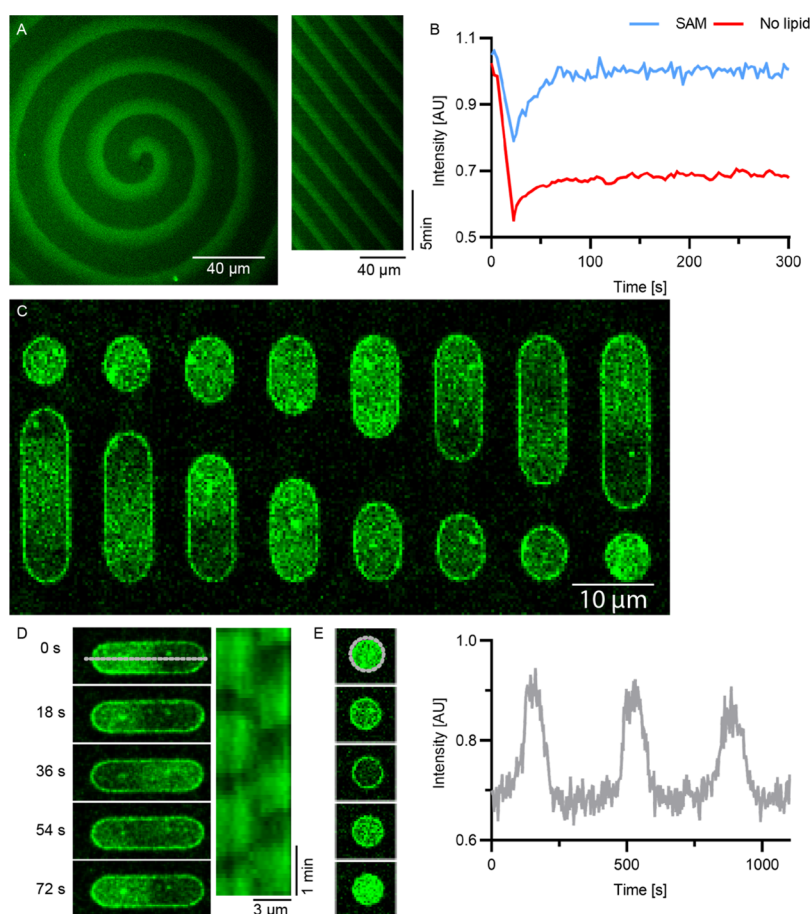 A
40 µm
40 µm
5min
B
SAM
No lipid
1.1
0.9
0.7
0.5
Intensity [AU]
0
100
200
300
Time [s]
C
10 µm
D
0 s
18 s
36 s
54 s
72 s
1 min
3 µm
E
1.0
0.8
0.6
Intensity [AU]
0
500
1000
Time [s]